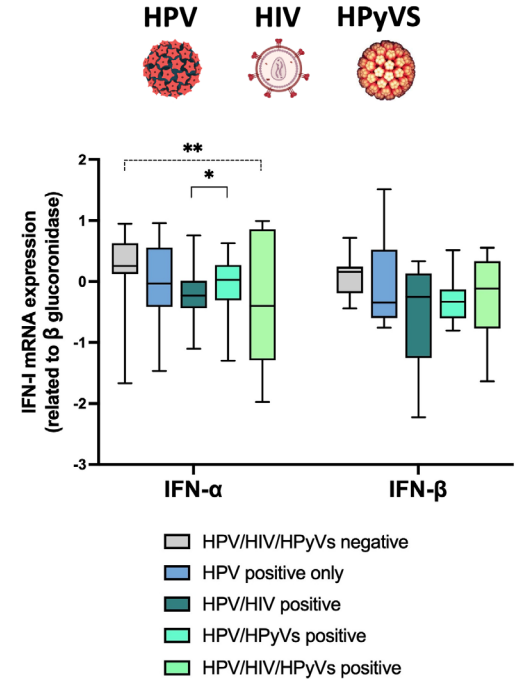 HPV HIV HPyVS
**
*
IFN-I mRNA expression
(related to β glucoronidase)
2
1
0
-1
-2
-3
IFN-α IFN-β
HPV/HIV/HPyVs negative
HPV positive only
HPV/HIV positive
HPV/HPyVs positive
HPV/HIV/HPyVs positive